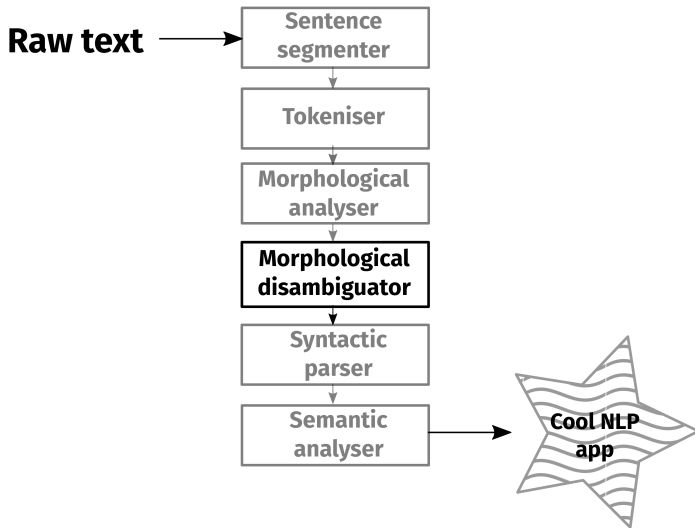 Raw text
Sentence
segmenter
Tokeniser
Morphological
analyser
Morphological
disambiguator
Syntactic
parser
Semantic
analyser
Cool NLP
app